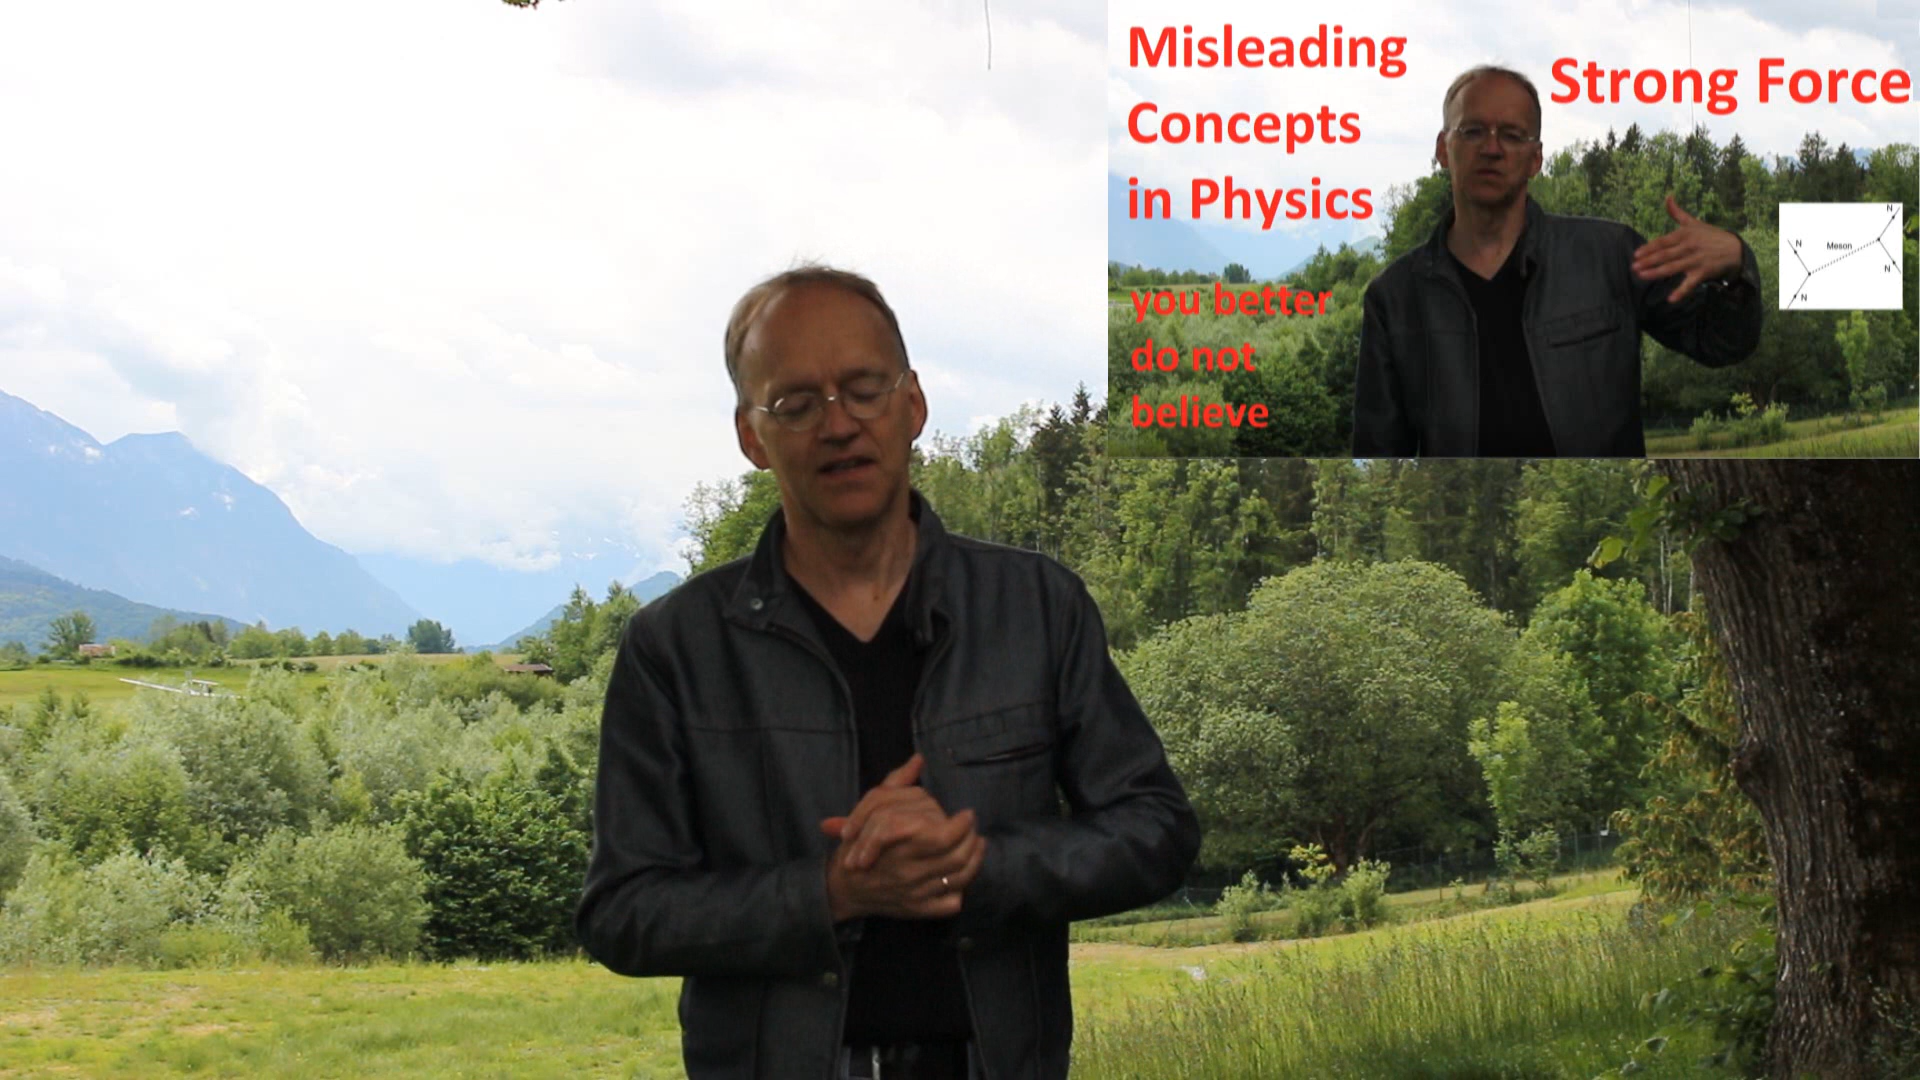 Misleading
Concepts
in Physics
Strong Force
you better
do not
believe
N
N
Meson
N
N